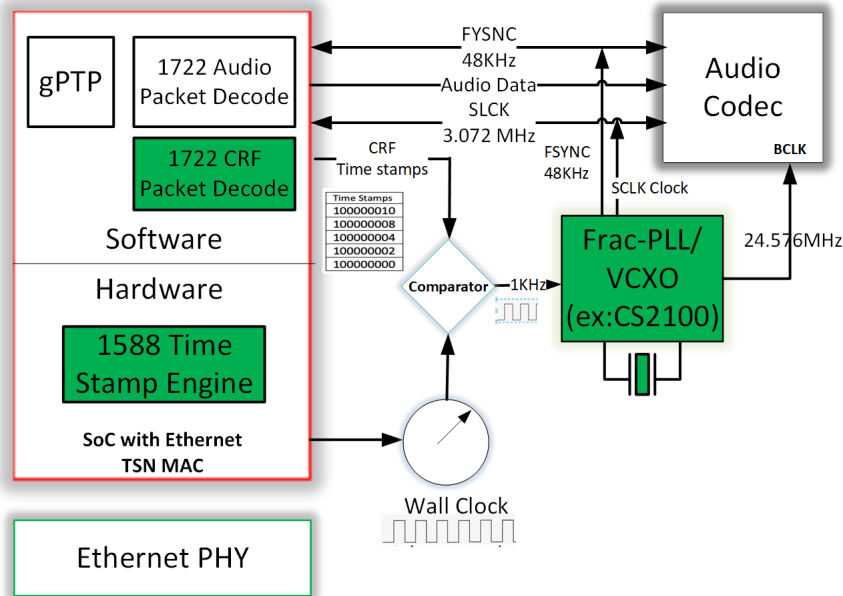 FYSNC
48KHz
Audio Data
SLCK
3.072 MHz
gPTP
1722 Audio
Packet Decode
1722 CRF
Packet Decode
Software
Hardware
1588 Time
Stamp Engine
SoC with Ethernet
TSN MAC
Ethernet PHY
CRF
Time stamps
Time Stamps
100000010
100000008
100000004
100000002
100000000
Comparator
1KHz
Wall Clock
FSYNC
48KHz
SCLK Clock
Frac-PLL/
VCXO
(ex:CS2100)
24.576MHz
Audio
Codec
BCLK